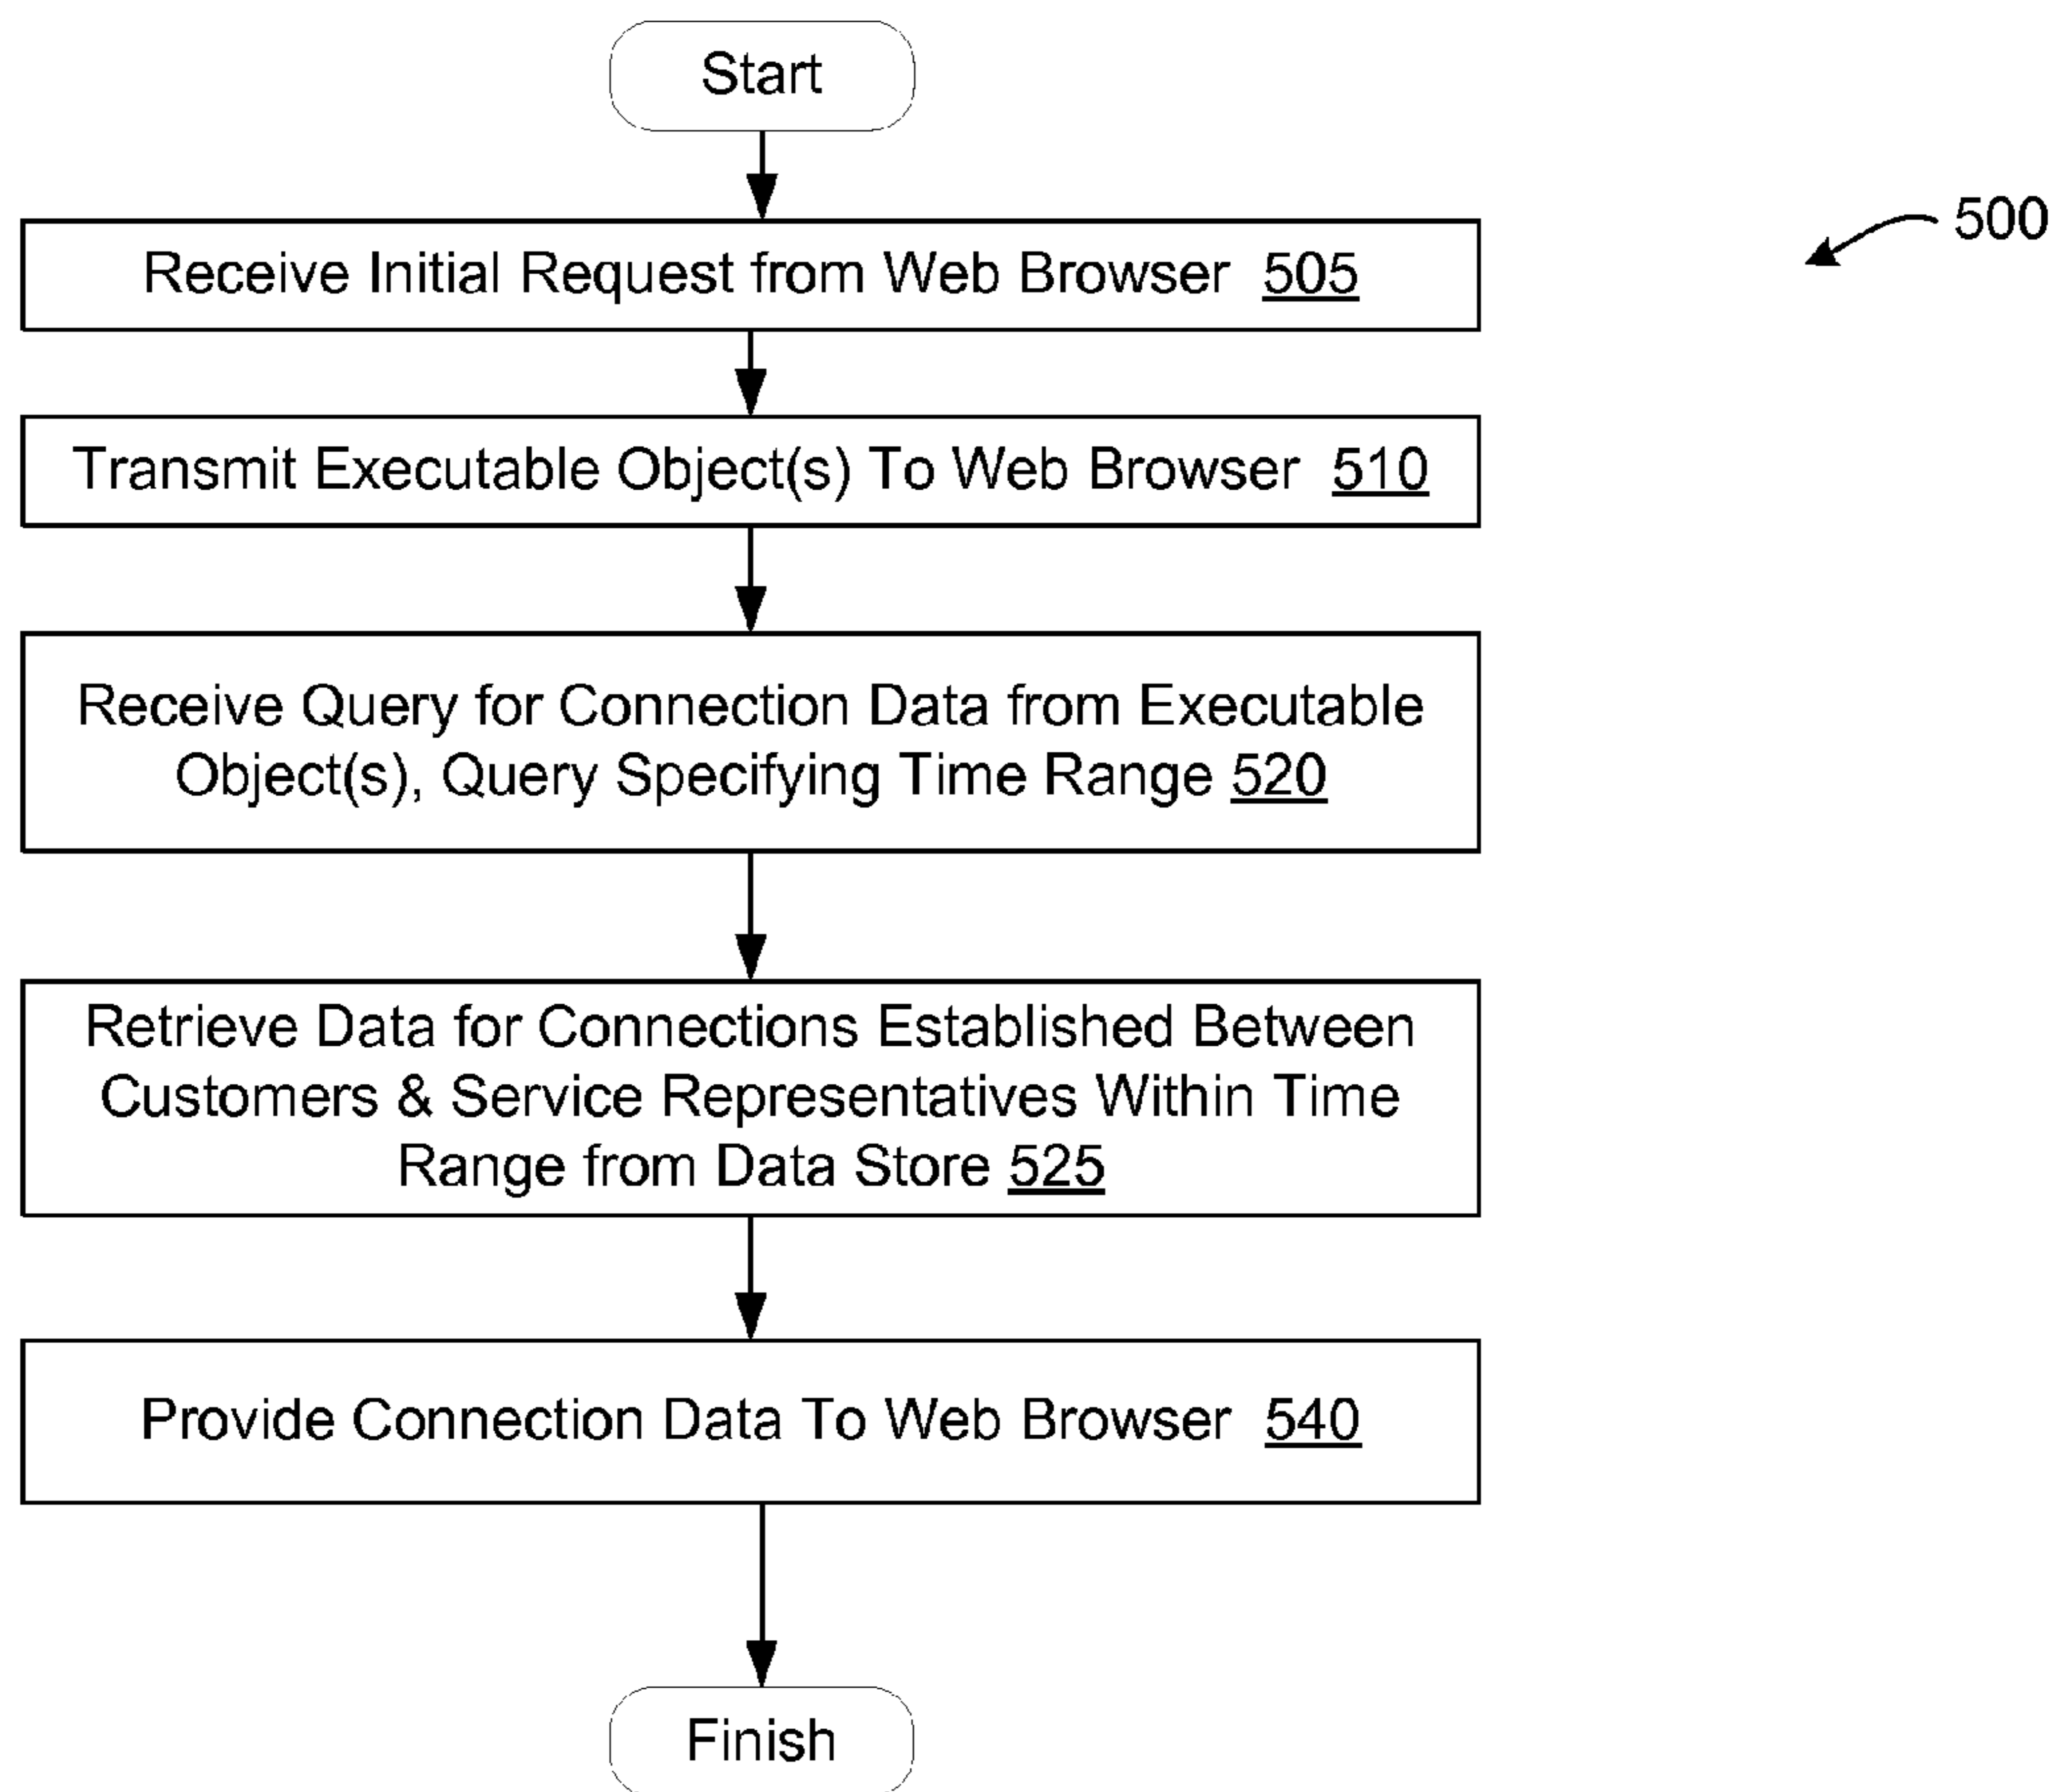 Start
500
Receive Initial Request from Web Browser 505
Transmit Executable Object(s) To Web Browser 510
Receive Query for Connection Data from Executable
Object(s), Query Specifying Time Range 520
Retrieve Data for Connections Established Between
Customers & Service Representatives Within Time
Range from Data Store 525
Provide Connection Data To Web Browser 540
Finish